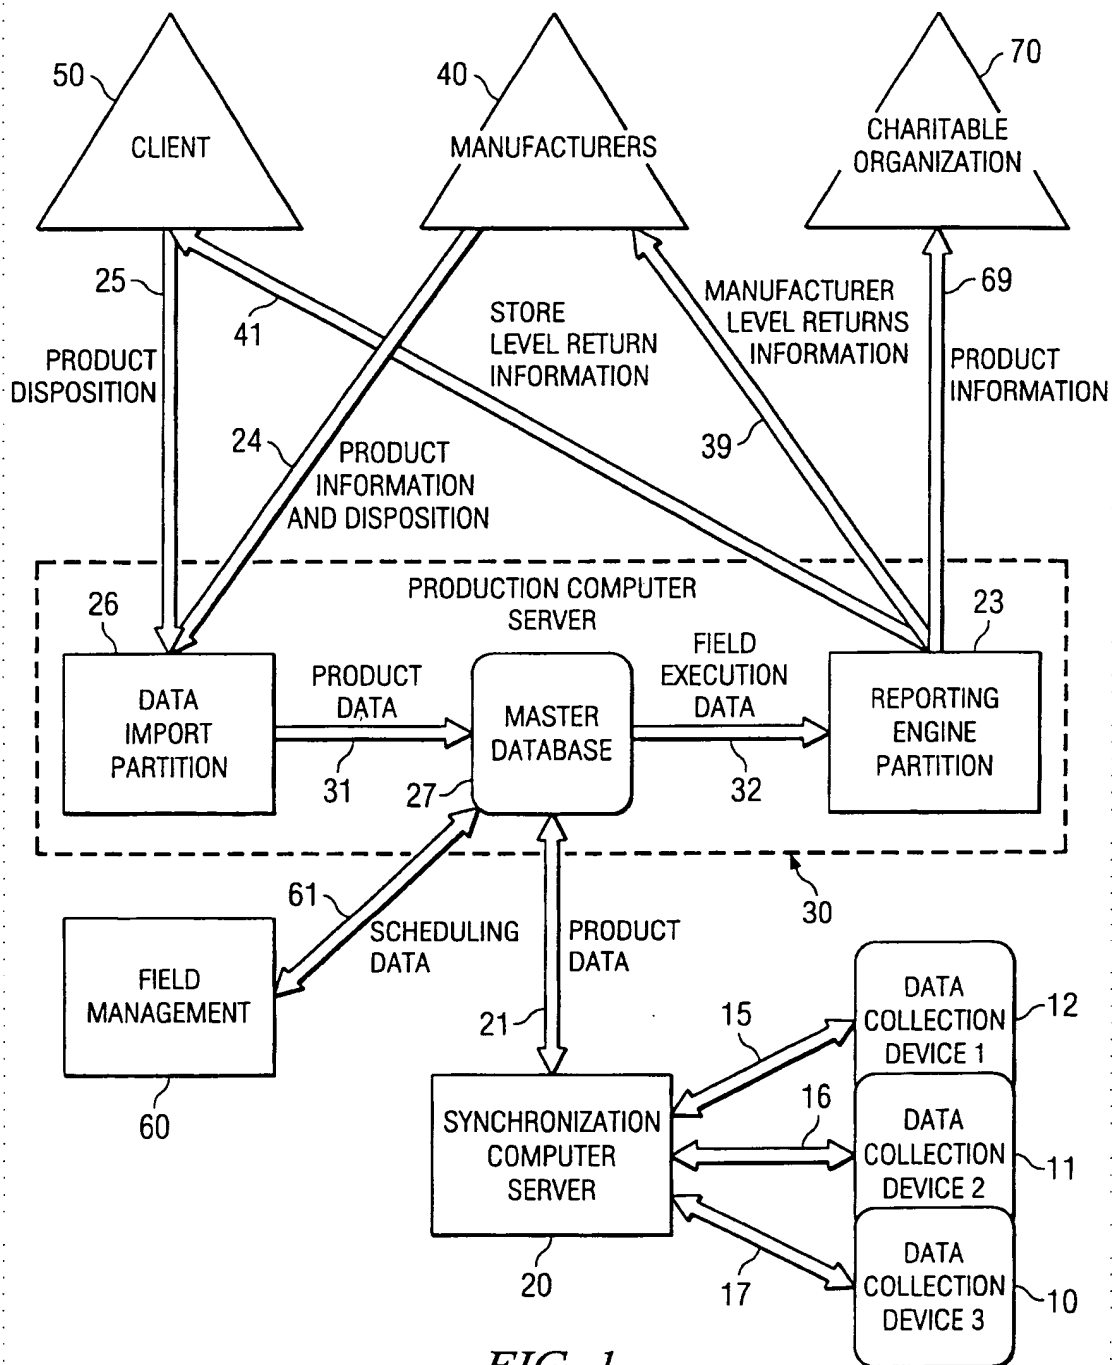 50
CLIENT
40
MANUFACTURERS
70
CHARITABLE
ORGANIZATION
25
PRODUCT
DISPOSITION
41
STORE
LEVEL RETURN
INFORMATION
MANUFACTURER
LEVEL RETURNS
INFORMATION
69
PRODUCT
INFORMATION
24
PRODUCT
INFORMATION
AND DISPOSITION
39
PRODUCTION COMPUTER
SERVER
26
DATA
IMPORT
PARTITION
PRODUCT
DATA
31
MASTER
DATABASE
27
FIELD
EXECUTION
DATA
32
23
REPORTING
ENGINE
PARTITION
30
61
SCHEDULING
DATA
PRODUCT
DATA
21
FIELD
MANAGEMENT
60
SYNCHRONIZATION
COMPUTER
SERVER
20
15
16
17
DATA
COLLECTION
DEVICE 1
12
DATA
COLLECTION
DEVICE 2
11
DATA
COLLECTION
DEVICE 3
10
FIG. 1